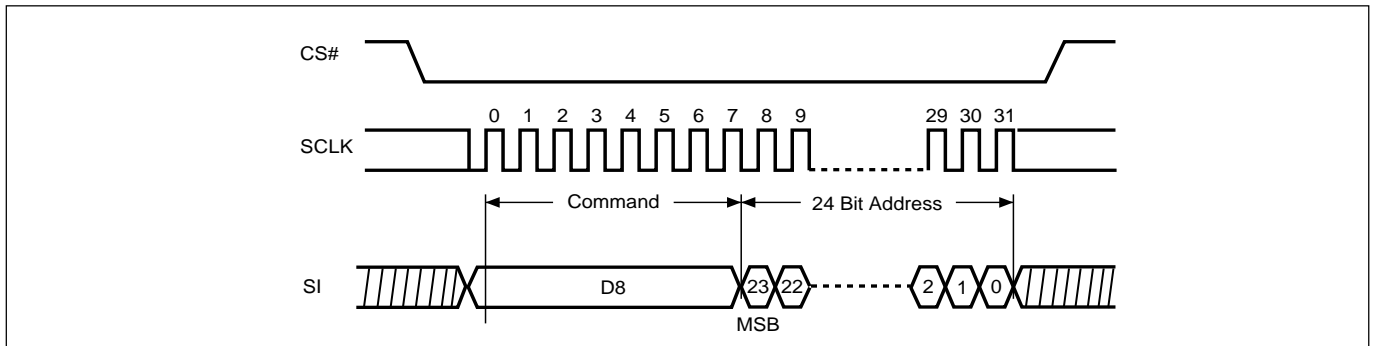 CS#
0 1 2 3 4 5 6 7 8 9 29 30 31
SCLK
Command 24 Bit Address
SI D8 23 22 2 1 0
MSB